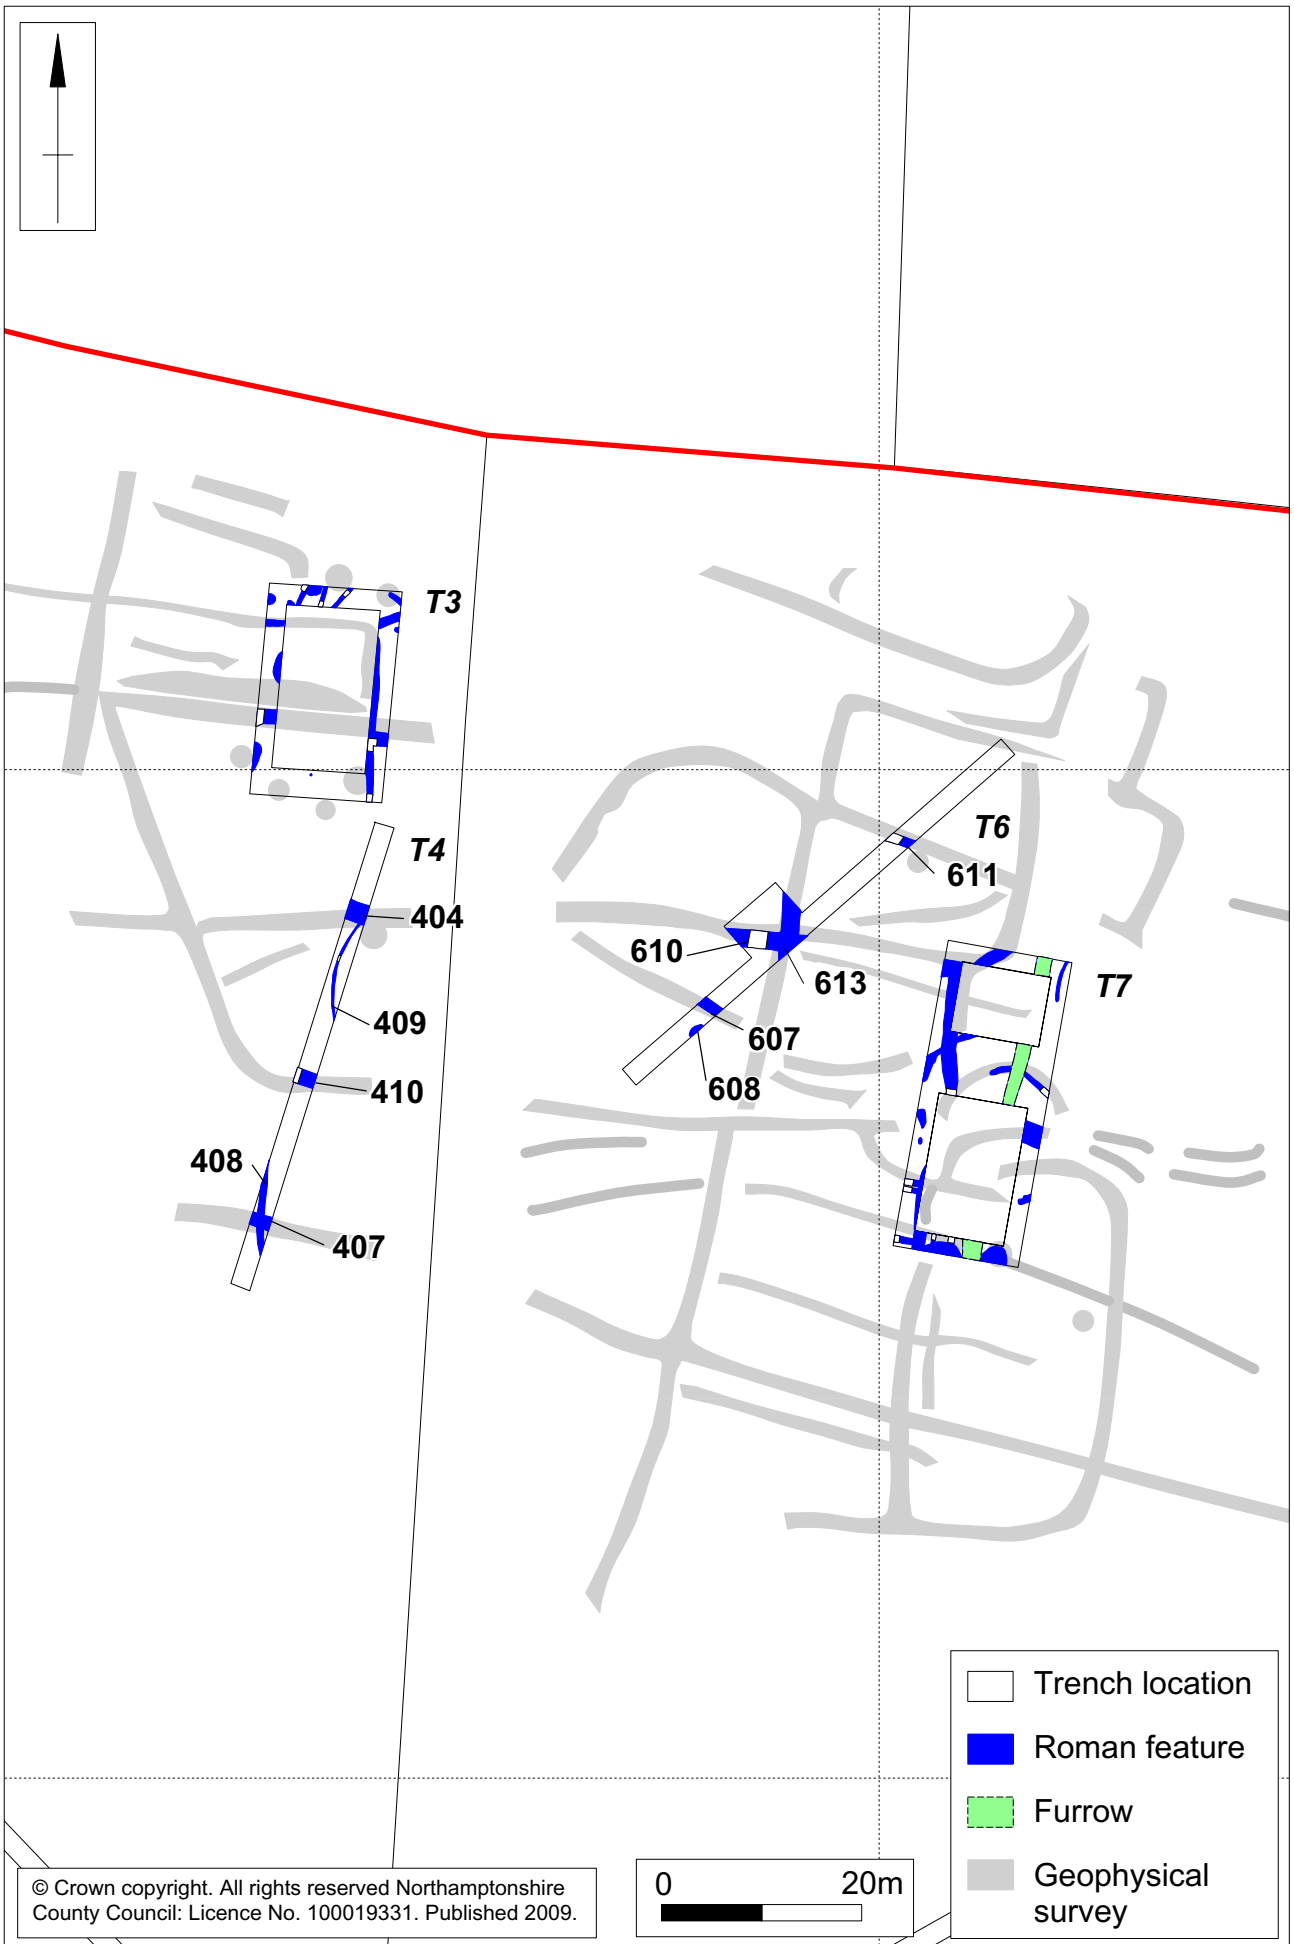 T3
T4
404
409
410
408
407
T6
611
610
613
607
608
T7
Trench location
Roman feature
Furrow
Geophysical
survey
© Crown copyright. All rights reserved Northamptonshire
County Council: Licence No. 100019331. Published 2009.
0 20m